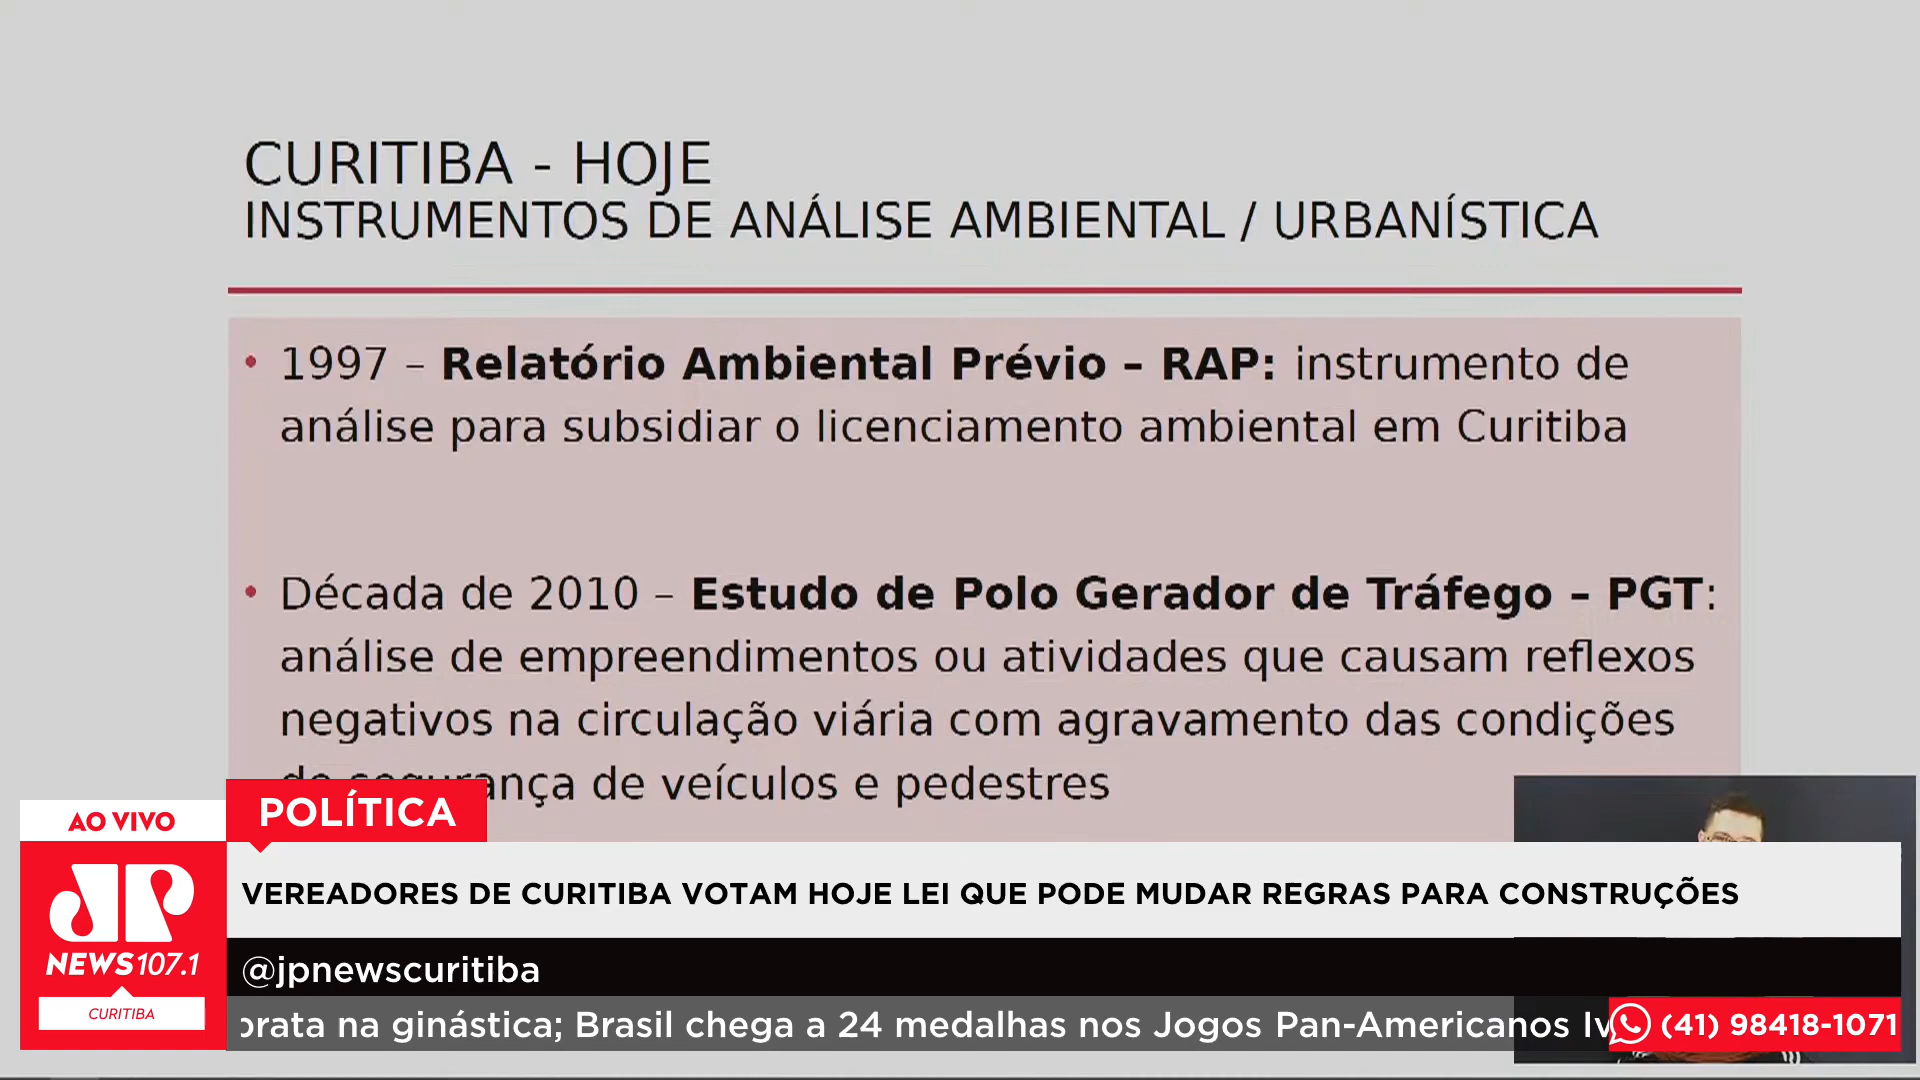 CURITIBA - HOJE
INSTRUMENTOS DE ANÁLISE AMBIENTAL / URBANÍSTICA
• 1997 – Relatório Ambiental Prévio – RAP: instrumento de
análise para subsidiar o licenciamento ambiental em Curitiba
• Década de 2010 – Estudo de Polo Gerador de Tráfego – PGT:
análise de empreendimentos ou atividades que causam reflexos
negativos na circulação viária com agravamento das condições
de segurança de veículos e pedestres
AO VIVO
POLÍTICA
JP
NEWS 107.1
CURITIBA
VEREADORES DE CURITIBA VOTAM HOJE LEI QUE PODE MUDAR REGRAS PARA CONSTRUÇÕES
@jpnewscuritiba
prata na ginástica; Brasil chega a 24 medalhas nos Jogos Pan-Americanos
(41) 98418-1071